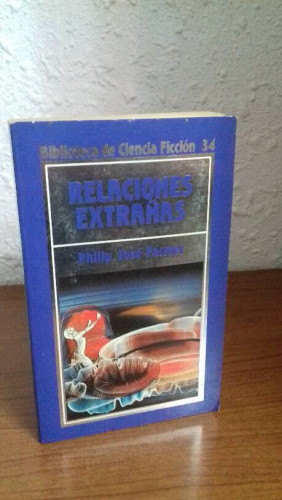 Biblioteca de Ciencia Ficción 34
RELACIONES
EXTRAÑAS
Philip José Farmer